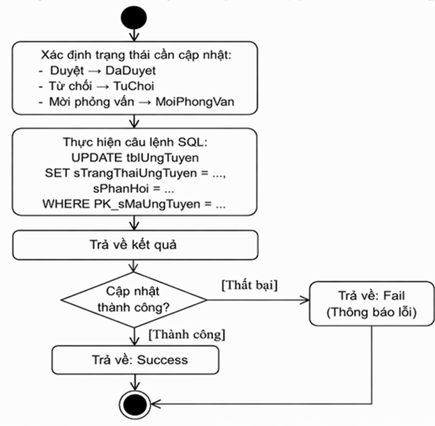 Xác định trạng thái cần cập nhật:
- Duyệt → DaDuyet
- Từ chối → TuChoi
- Mời phỏng vấn → MoiPhongVan
Thực hiện câu lệnh SQL:
UPDATE tblUngTuyen
SET sTrangThaiUngTuyen = ...,
sPhanHoi = ...
WHERE PK_sMaUngTuyen = ...
Trả về kết quả
Cập nhật
thành công?
[Thất bại]
Trả về: Fail
(Thông báo lỗi)
[Thành công]
Trả về: Success